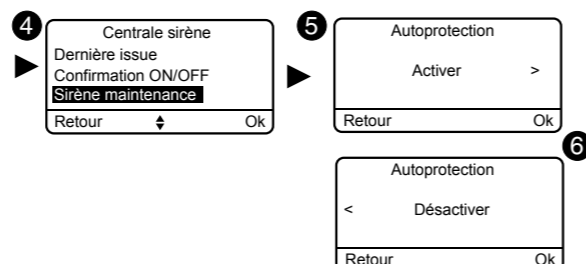 4
Centrale sirène
Dernière issue
Confirmation ON/OFF
Sirène maintenance
Retour Ok
5
Autoprotection
Activer >
Retour Ok
6
Autoprotection
< Désactiver
Retour Ok